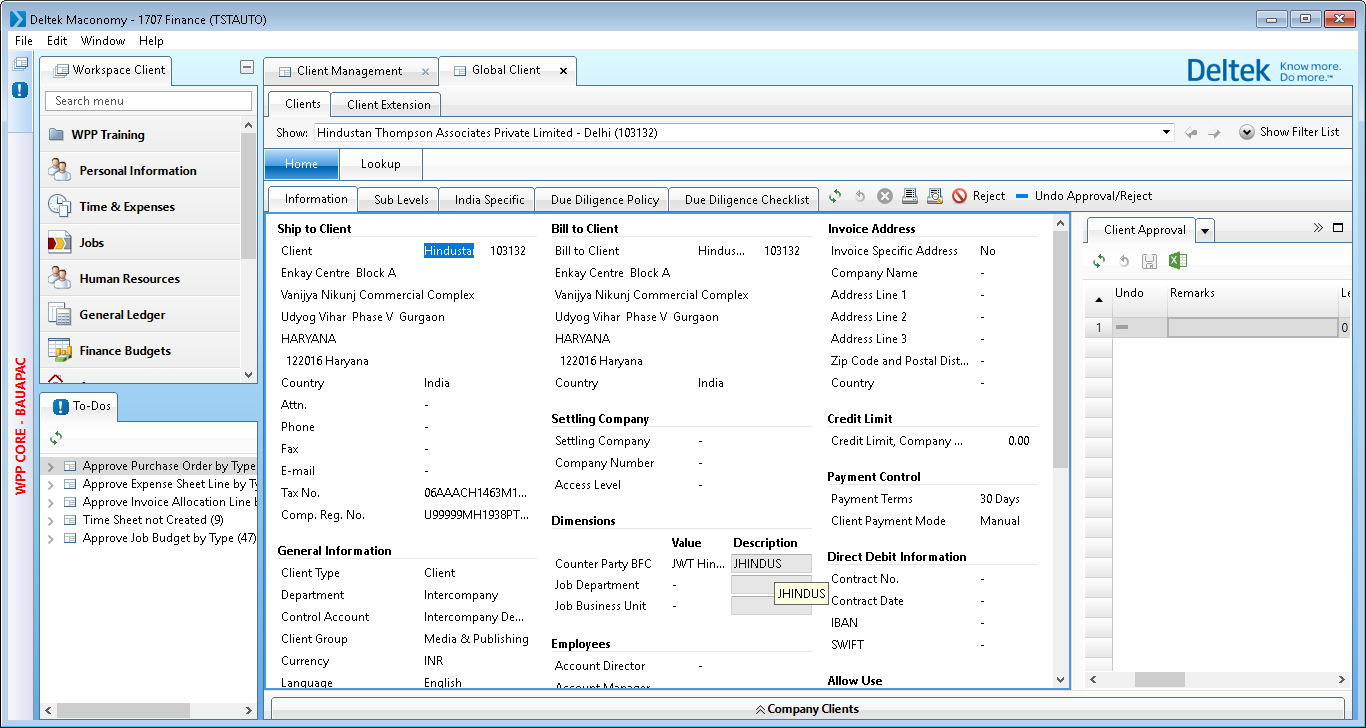 Deltek Maconomy - 1707 Finance (TSTAUTO)
File Edit Window Help
Workspace Client
Search menu
WPP Training
Personal Information
Time & Expenses
Jobs
Human Resources
General Ledger
Finance Budgets
WPP CORE - BAUAPAC
To-Dos
Approve Purchase Order by Type
Approve Expense Sheet Line by Ty
Approve Invoice Allocation Line b
Time Sheet not Created (9)
Approve Job Budget by Type (47)
Client Management Global Client
Deltek Know more.
Do more.™
Clients Client Extension
Show: Hindustan Thompson Associates Private Limited - Delhi (103132) Show Filter List
Home Lookup
Information Sub Levels India Specific Due Diligence Policy Due Diligence Checklist Reject Undo Approval/Reject
Ship to Client
Client Hindustan 103132
Enkay Centre Block A
Vanijya Nikunj Commercial Complex
Udyog Vihar Phase V Gurgaon
HARYANA
122016 Haryana
Country India
Attn. -
Phone -
Fax -
E-mail -
Tax No. 06AAACH1463M1...
Comp. Reg. No. U99999MH1938PT...
General Information
Client Type Client
Department Intercompany
Control Account Intercompany De...
Client Group Media & Publishing
Currency INR
Language English
Bill to Client
Bill to Client Hindus... 103132
Enkay Centre Block A
Vanijya Nikunj Commercial Complex
Udyog Vihar Phase V Gurgaon
HARYANA
122016 Haryana
Country India
Settling Company
Settling Company -
Company Number -
Access Level -
Dimensions
Value Description
Counter Party BFC JWT Hin... JHINDUS
Job Department -
JHINDUS
Job Business Unit -
Employees
Account Director -
Account Manager
Invoice Address
Invoice Specific Address No
Company Name -
Address Line 1 -
Address Line 2 -
Address Line 3 -
Zip Code and Postal Dist... -
Country -
Credit Limit
Credit Limit, Company ... 0.00
Payment Control
Payment Terms 30 Days
Client Payment Mode Manual
Direct Debit Information
Contract No. -
Contract Date -
IBAN -
SWIFT -
Allow Use
Client Approval
Undo Remarks Le
1 0
Company Clients